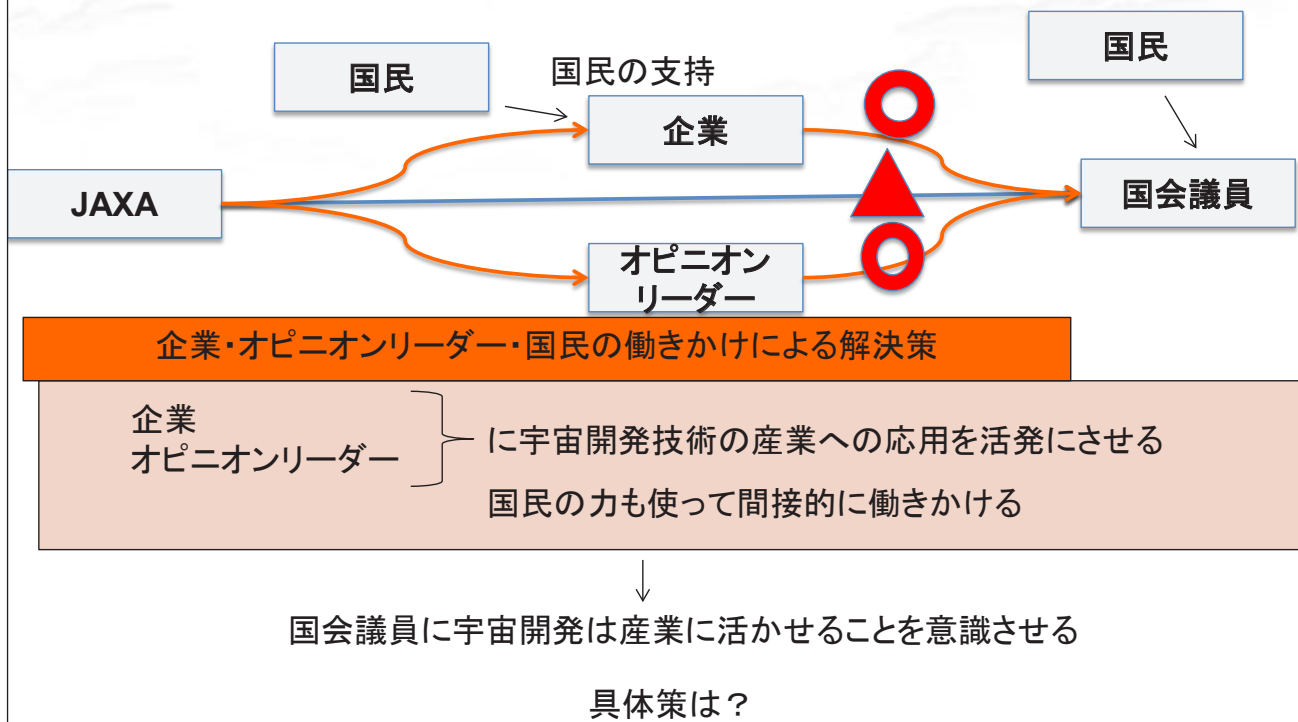 国民
国民の支持
国民
企業
JAXA
国会議員
オピニオン
リーダー
企業・オピニオンリーダー・国民の働きかけによる解決策
企業
オピニオンリーダー
に宇宙開発技術の産業への応用を活発にさせる
国民の力も使って間接的に働きかける
国会議員に宇宙開発は産業に活かせることを意識させる
具体策は？